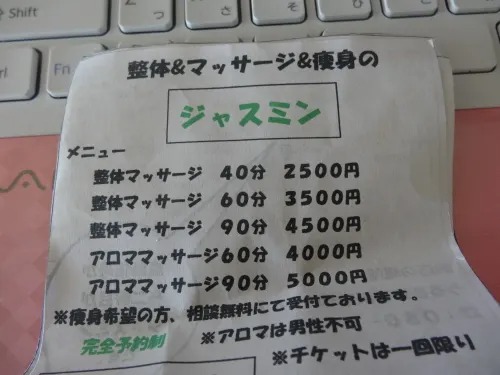 Shift
Ctrl
Fn
整体&マッサージ&痩身の
ジャスミン
メニュー
整体マッサージ 40分 2500円
整体マッサージ 60分 3500円
整体マッサージ 90分 4500円
アロママッサージ60分 4000円
アロママッサージ90分 5000円
※痩身希望の方、相談無料にて受付ております。
完全予約制 ※アロマは男性不可
※チケットは一回限り